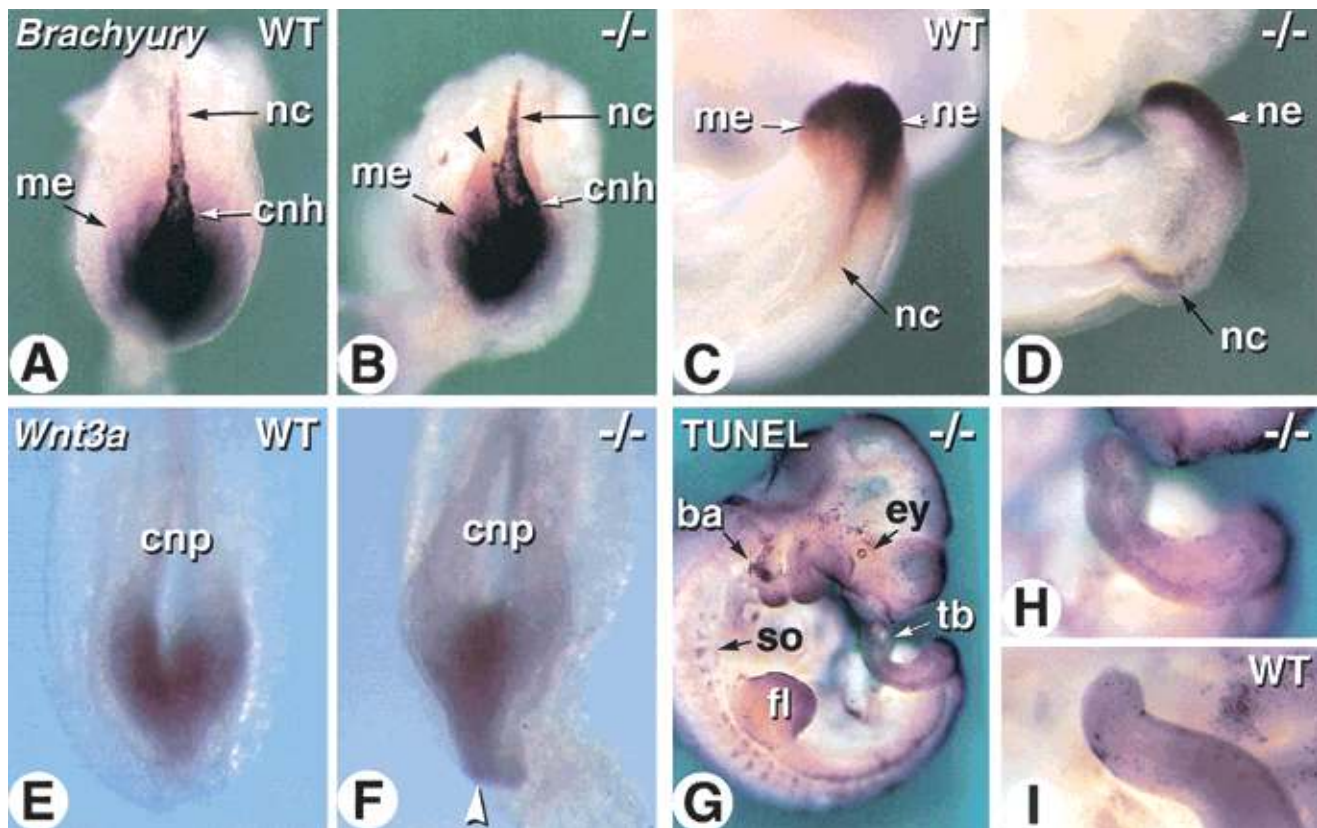 Brachyury WT
nc
me
cnh
A
-/-
nc
me
cnh
B
WT
me
ne
nc
C
-/-
ne
nc
D
Wnt3a WT
cnp
E
-/-
cnp
F
TUNEL -/-
ba
ey
tb
so
fl
G
-/-
H
WT
I